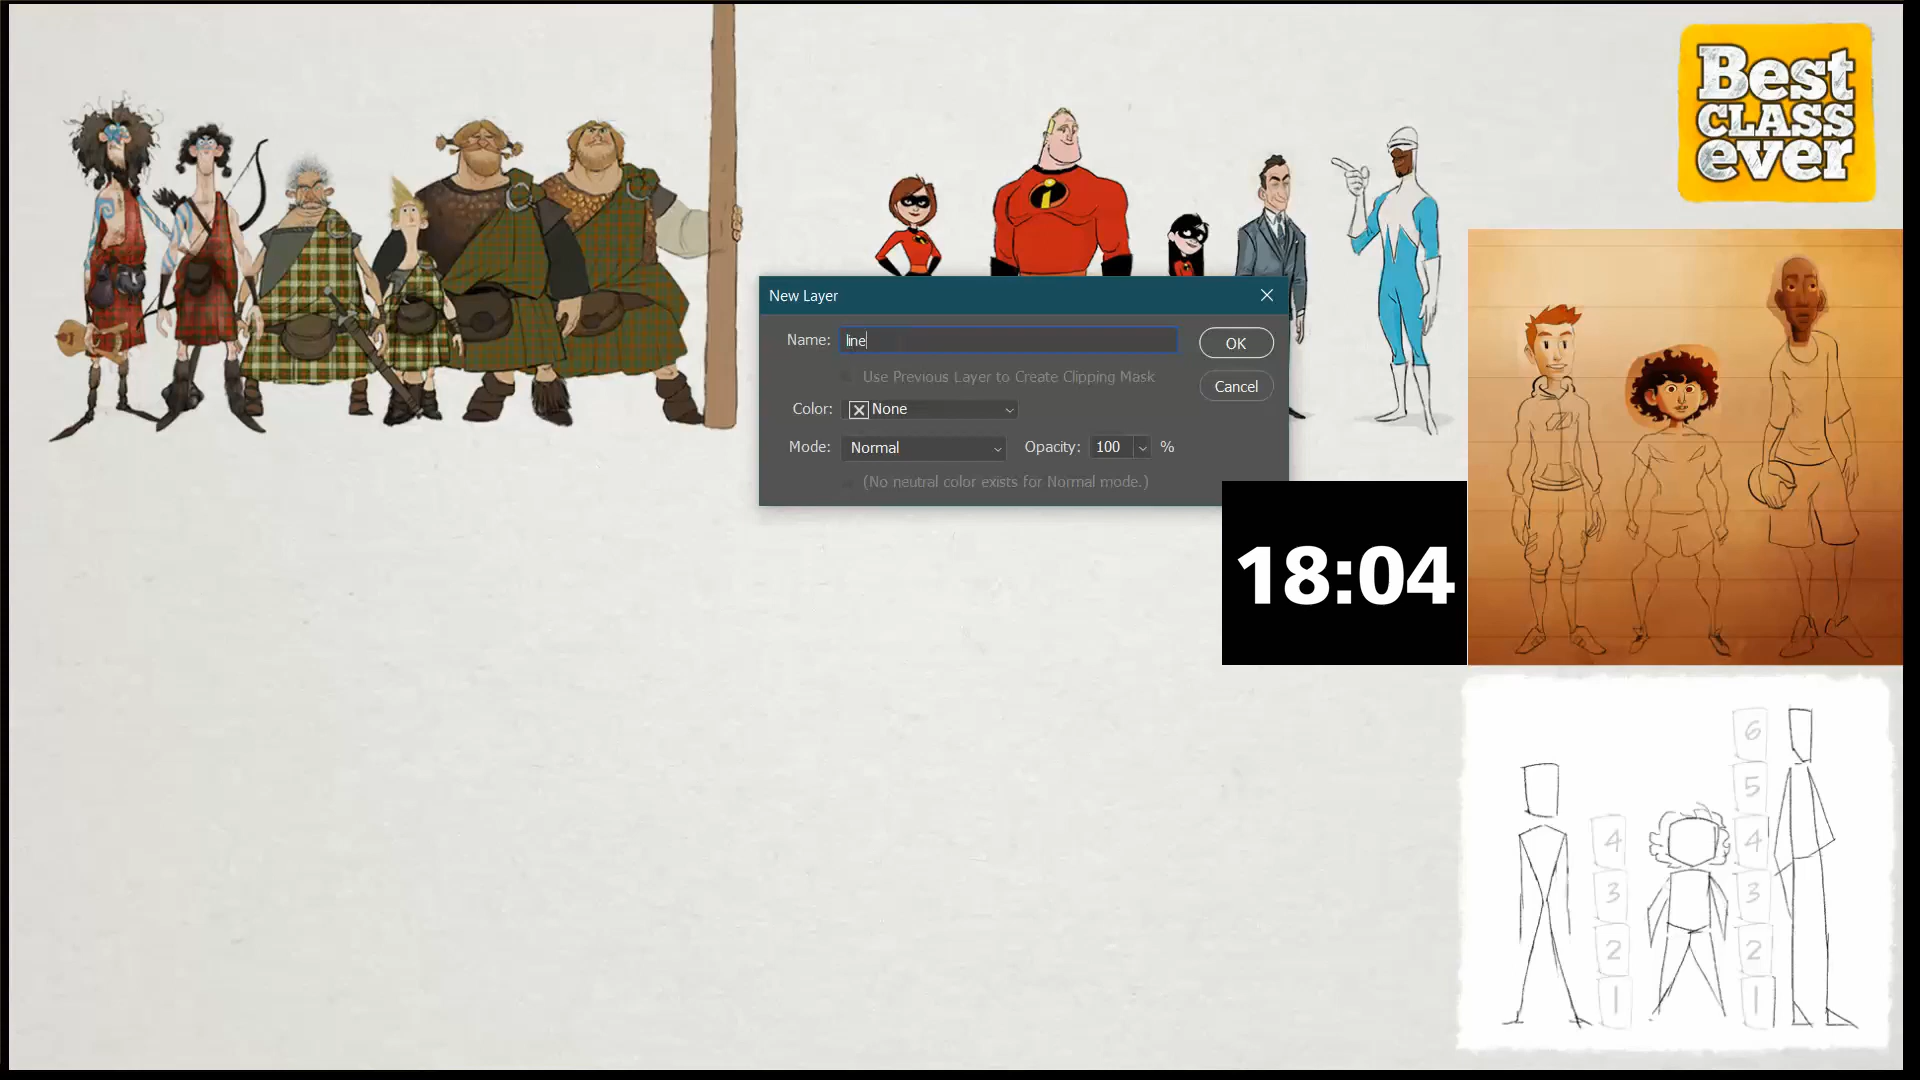 Best
CLASS
ever
New Layer
Name: line
OK
Use Previous Layer to Create Clipping Mask
Cancel
Color: None
Mode: Normal
Opacity: 100 %
(No neutral color exists for Normal mode.)
18:04
6
5
4 4
3 3
2 2
1 1